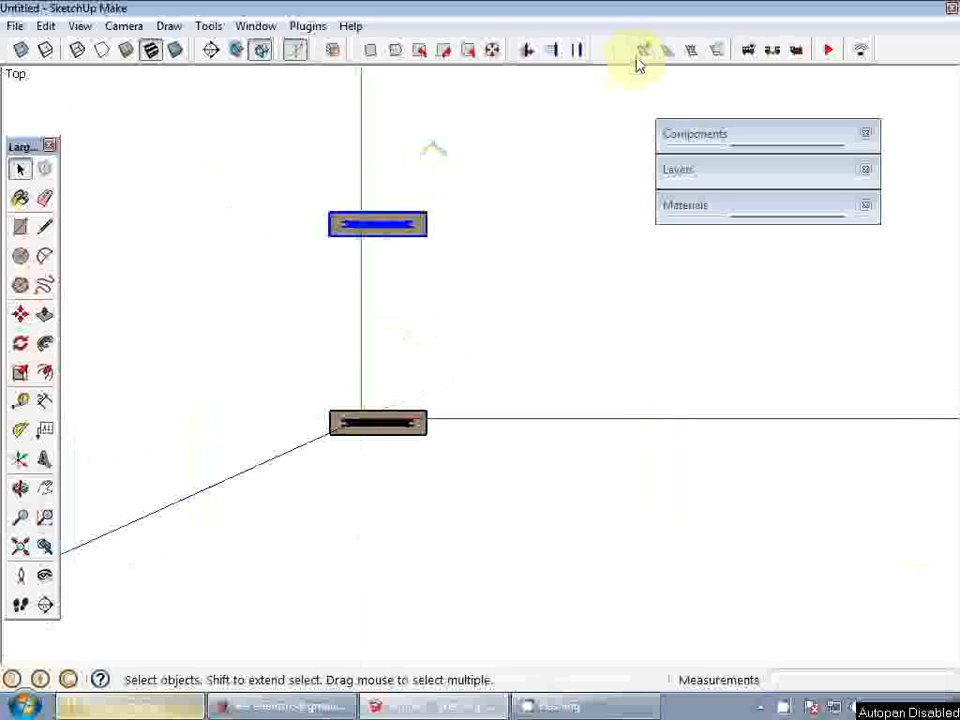 Untitled - SketchUp Make
File Edit View Camera Draw Tools Window Plugins Help
Top
Larg...
Components
Layers
Materials
Select objects. Shift to extend select. Drag mouse to select multiple.
Measurements
Autopan Disabled